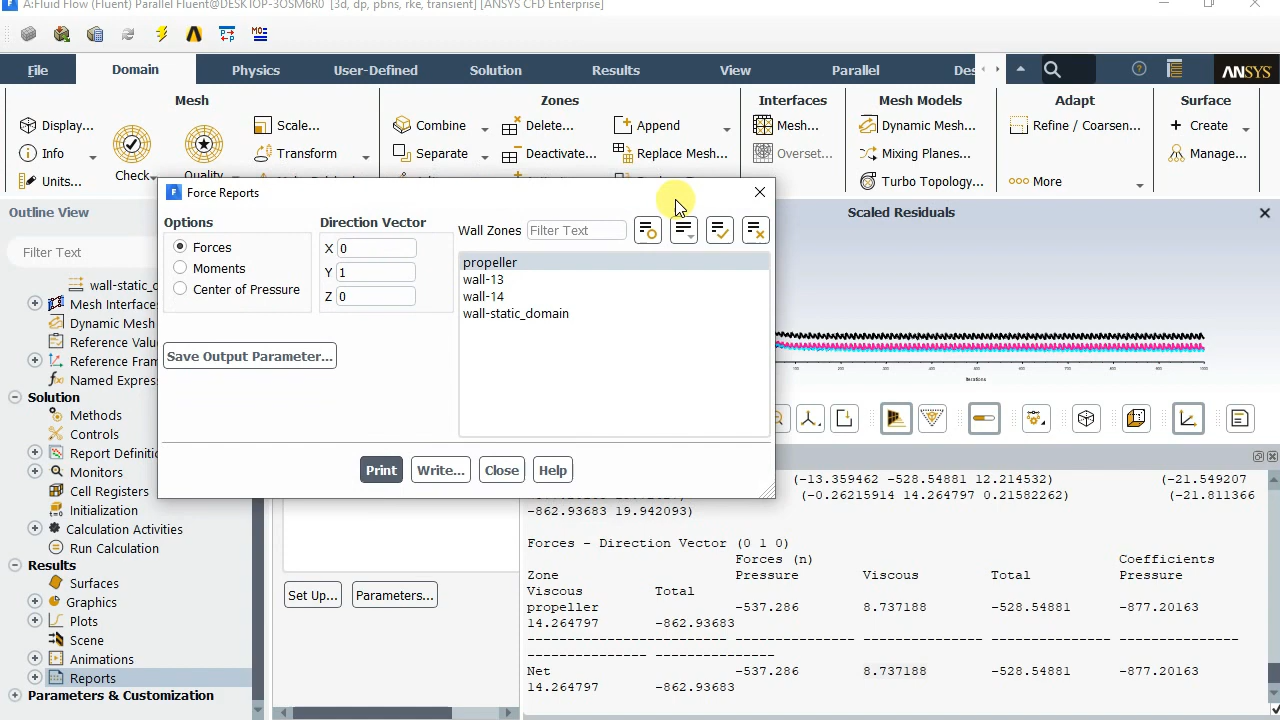 A:Fluid Flow (Fluent) Parallel Fluent@DESKTOP-3OSM6R0 [3d, dp, pbns, rke, transient] [ANSYS CFD Enterprise]
File Domain Physics User-Defined Solution Results View Parallel Des ANSYS
Mesh Zones Interfaces Mesh Models Adapt Surface
Display... Scale... Combine Delete... Append Mesh... Dynamic Mesh... Refine / Coarsen... Create
Info Check Quality Transform Separate Deactivate... Replace Mesh... Overset... Mixing Planes... Manage...
Units... Turbo Topology... More
Force Reports
Outline View
Filter Text
Options
Forces
Moments
Center of Pressure
Save Output Parameter...
Direction Vector
X 0
Y 1
Z 0
Wall Zones Filter Text
propeller
wall-13
wall-14
wall-static_domain
Print Write... Close Help
Scaled Residuals
Iterations
wall-static_d
Mesh Interfaces
Dynamic Mesh
Reference Valu
Reference Fram
Named Express
Solution
Methods
Controls
Report Definitio
Monitors
Cell Registers
Initialization
Calculation Activities
Run Calculation
Results
Surfaces
Graphics
Plots
Scene
Animations
Reports
Parameters & Customization
Set Up... Parameters...
(-13.359462 -528.54881 12.214532) (-21.549207
(-0.26215914 14.264797 0.21582262) (-21.811366
-862.93683 19.942093)
Forces - Direction Vector (0 1 0)
Forces (n) Coefficients
Zone Pressure Viscous Total Pressure
Viscous Total
propeller -537.286 8.737188 -528.54881 -877.20163
14.264797 -862.93683
Net -537.286 8.737188 -528.54881 -877.20163
14.264797 -862.93683